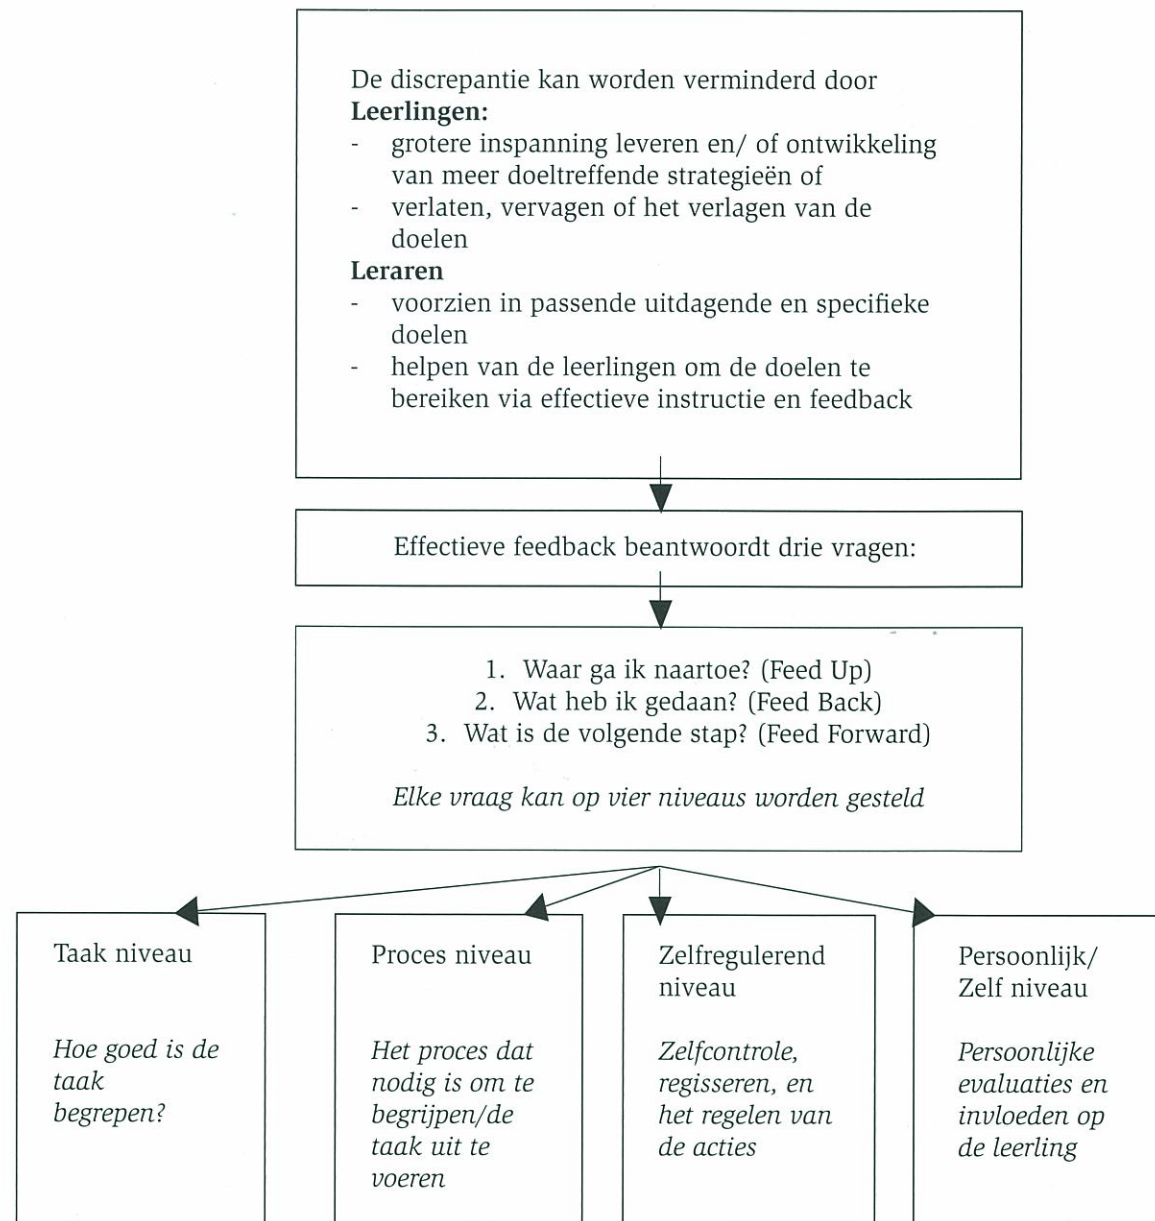 De discrepantie kan worden verminderd door
Leerlingen:
- grotere inspanning leveren en/ of ontwikkeling
van meer doeltreffende strategieën of
- verlaten, vervagen of het verlagen van de
doelen
Leraren
- voorzien in passende uitdagende en specifieke
doelen
- helpen van de leerlingen om de doelen te
bereiken via effectieve instructie en feedback
Effectieve feedback beantwoordt drie vragen:
1. Waar ga ik naartoe? (Feed Up)
2. Wat heb ik gedaan? (Feed Back)
3. Wat is de volgende stap? (Feed Forward)
Elke vraag kan op vier niveaus worden gesteld
Taak niveau
Hoe goed is de
taak
begrepen?
Proces niveau
Het proces dat
nodig is om te
begrijpen/de
taak uit te
voeren
Zelfregulerend
niveau
Zelfcontrole,
regisseren, en
het regelen van
de acties
Persoonlijk/
Zelf niveau
Persoonlijke
evaluaties en
invloeden op
de leerling